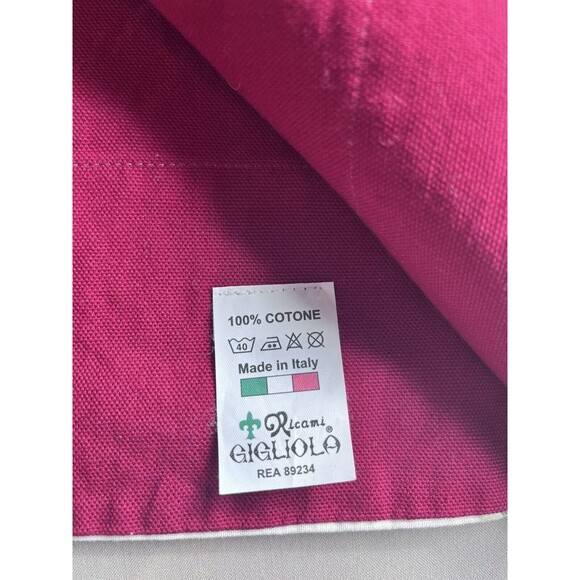 100% COTONE
40
Made in Italy
Ricami
GIGLIOLA®
REA 89234